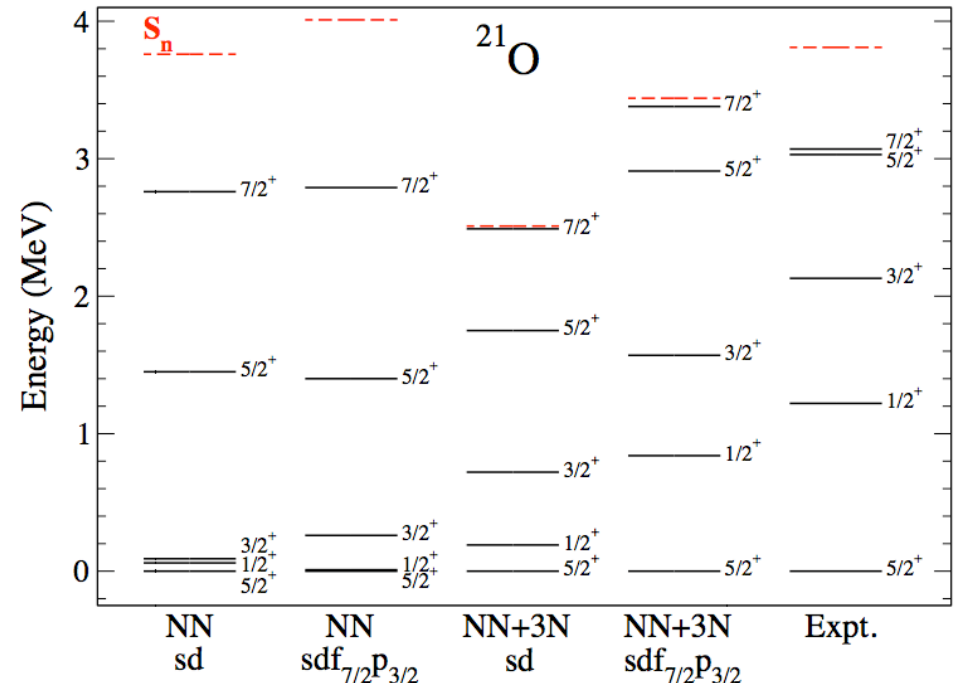 4
3
2
1
0
Energy (MeV)
²¹O
Sₙ
7/2⁺
5/2⁺
3/2⁺
1/2⁺
5/2⁺
7/2⁺
5/2⁺
3/2⁺
1/2⁺
5/2⁺
7/2⁺
5/2⁺
3/2⁺
1/2⁺
5/2⁺
7/2⁺
5/2⁺
3/2⁺
1/2⁺
5/2⁺
7/2⁺
5/2⁺
3/2⁺
1/2⁺
5/2⁺
NN
sd
NN
sdf7/2p3/2
NN+3N
sd
NN+3N
sdf7/2p3/2
Expt.